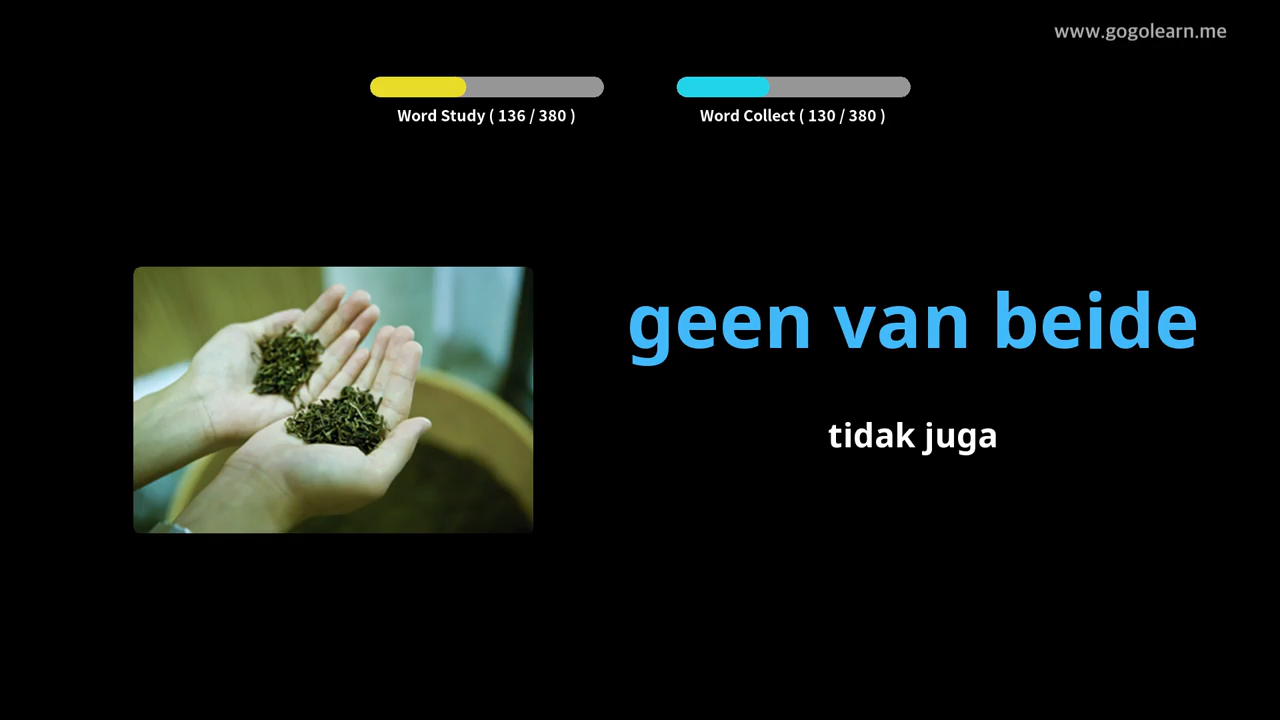 www.gogolearn.me
Word Study ( 136 / 380 )
Word Collect ( 130 / 380 )
geen van beide
tidak juga